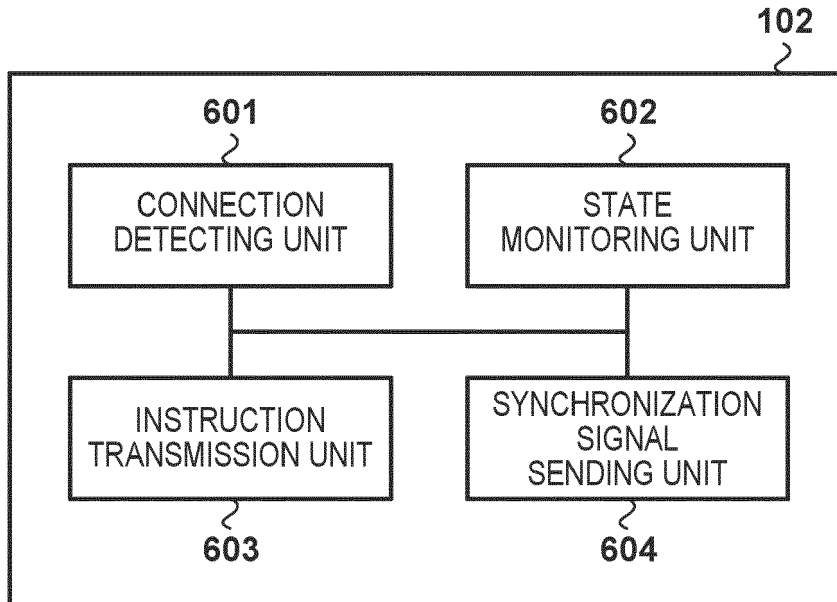 102
601
602
CONNECTION
DETECTING UNIT
STATE
MONITORING UNIT
INSTRUCTION
TRANSMISSION UNIT
SYNCHRONIZATION
SIGNAL
SENDING UNIT
603
604